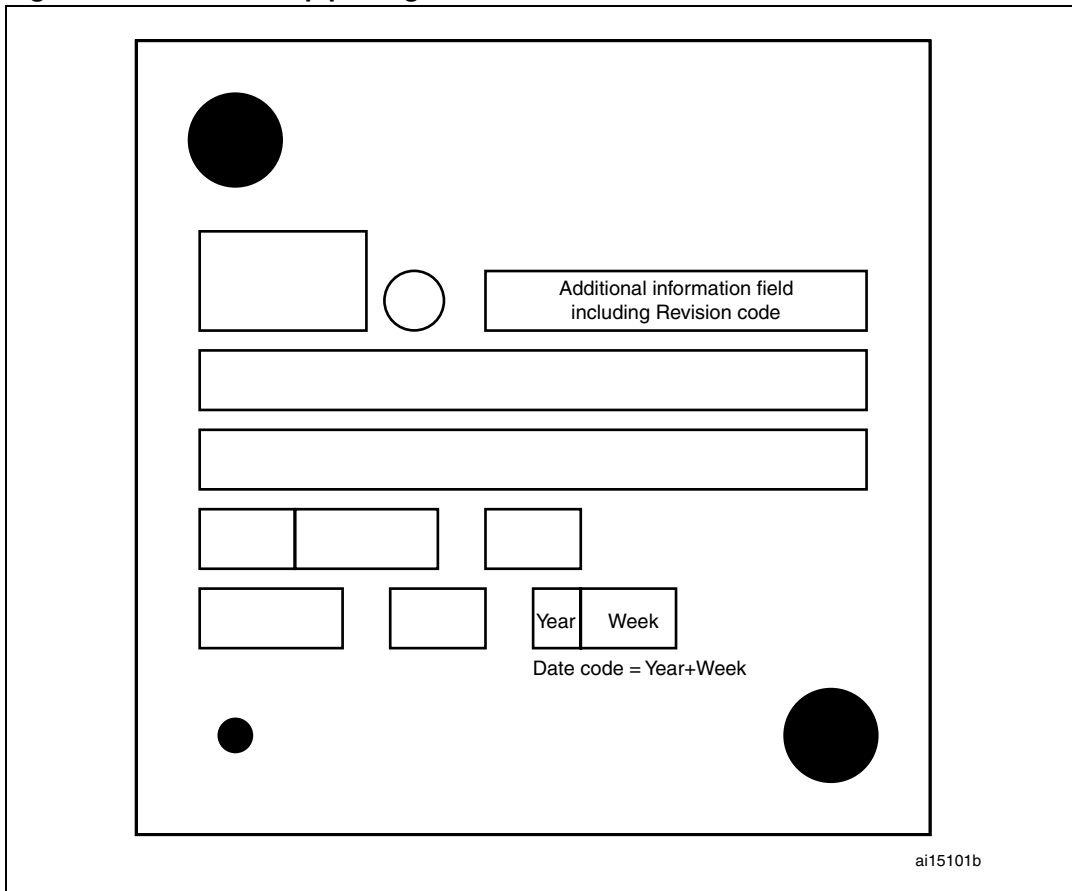 Additional information field
including Revision code
Year Week
Date code = Year+Week
ai15101b